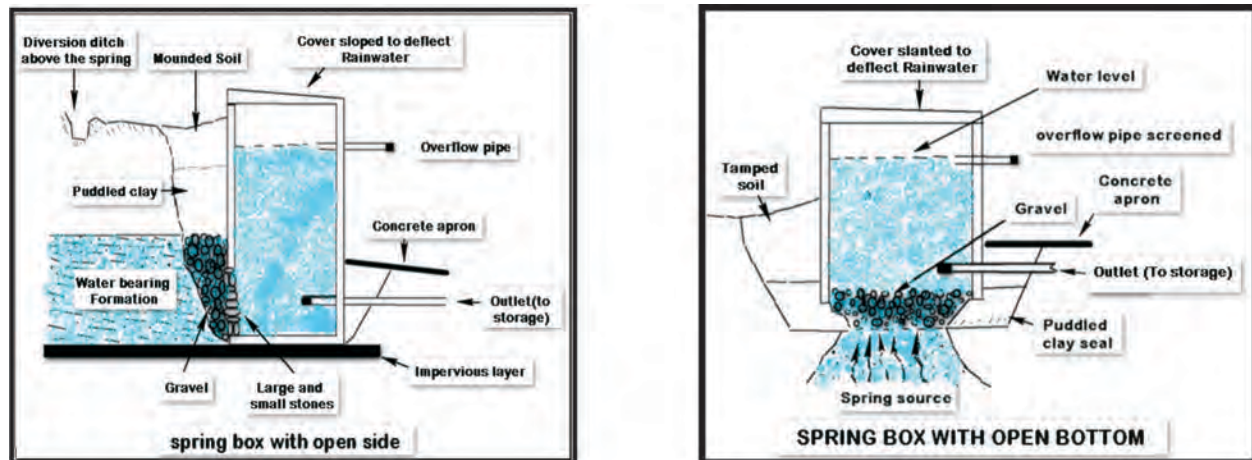 Diversion ditch
above the spring
Mounded Soil
Cover sloped to deflect
Rainwater
Overflow pipe
Puddled clay
Concrete apron
Water bearing
Formation
Outlet(to
storage)
Impervious layer
Gravel
Large and
small stones
spring box with open side
Cover slanted to
deflect Rainwater
Water level
overflow pipe screened
Tamped
soil
Concrete
apron
Gravel
Outlet (To storage)
Puddled
clay seal
Spring source
SPRING BOX WITH OPEN BOTTOM